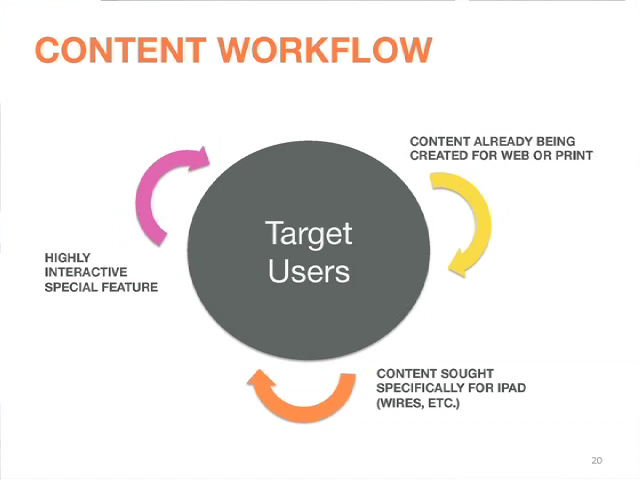 CONTENT WORKFLOW
CONTENT ALREADY BEING
CREATED FOR WEB OR PRINT
Target
Users
HIGHLY
INTERACTIVE
SPECIAL FEATURE
CONTENT SOUGHT
SPECIFICALLY FOR IPAD
(WIRES, ETC.)
20